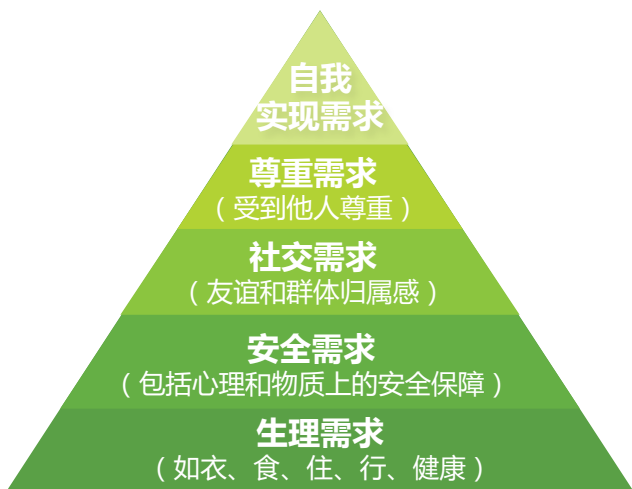 自我
实现需求
尊重需求
（受到他人尊重）
社交需求
（友谊和群体归属感）
安全需求
（包括心理和物质上的安全保障）
生理需求
（如衣、食、住、行、健康）